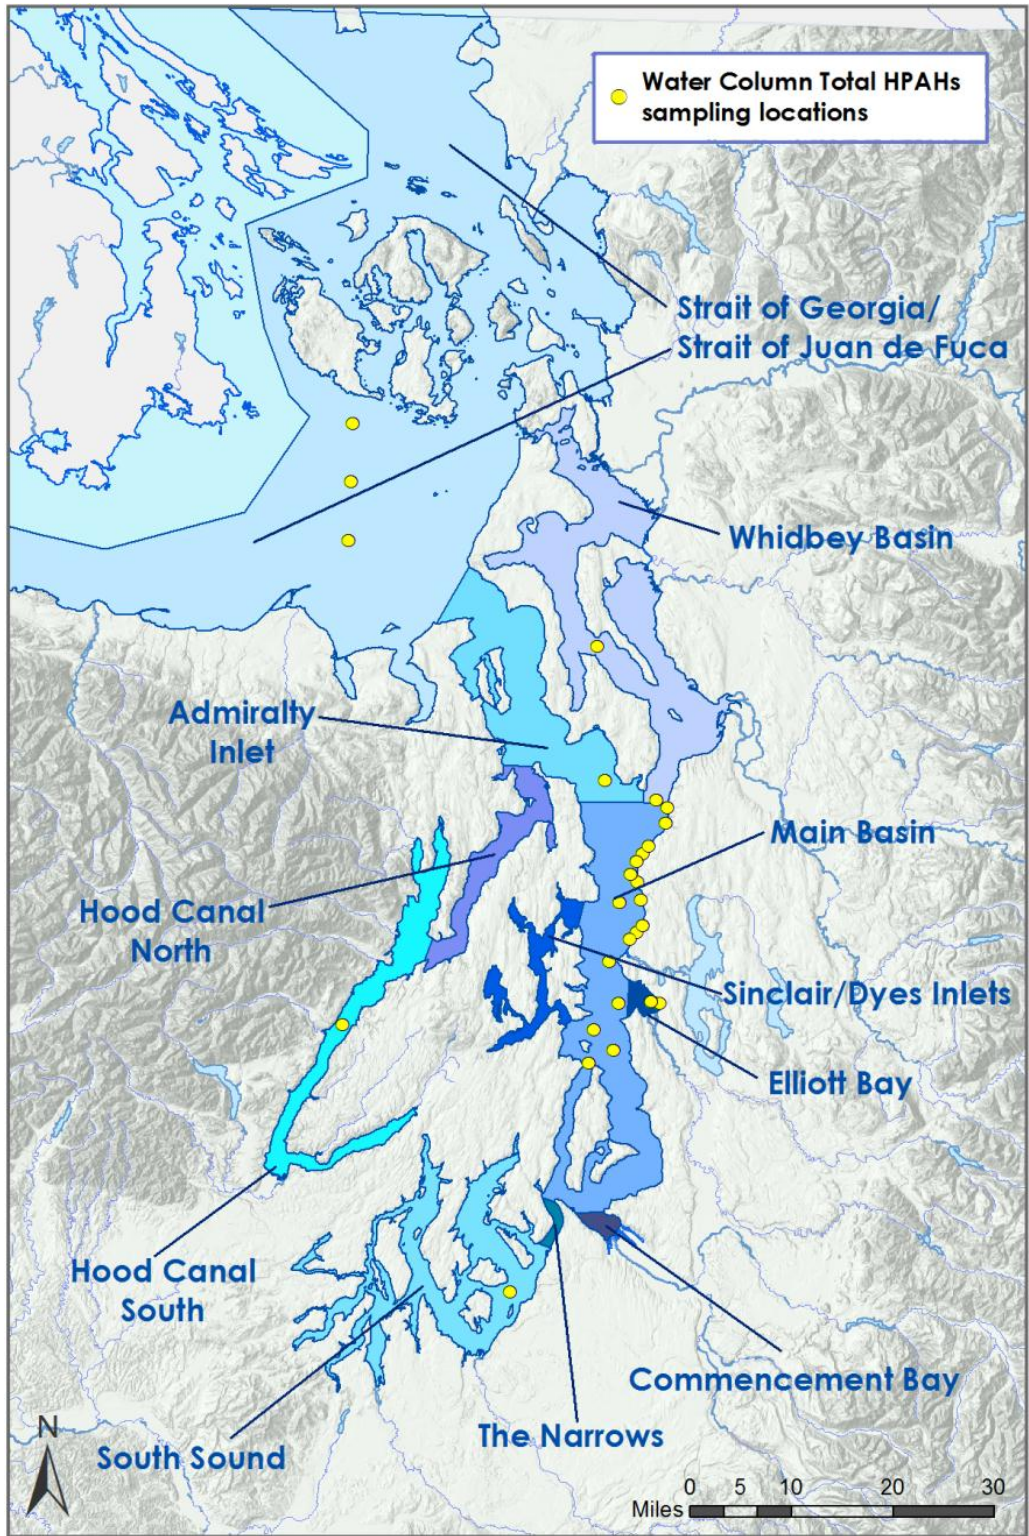 Water Column Total HPAHs
sampling locations
Strait of Georgia/
Strait of Juan de Fuca
Whidbey Basin
Admiralty
Inlet
Main Basin
Hood Canal
North
Sinclair/Dyes Inlets
Elliott Bay
Hood Canal
South
Commencement Bay
The Narrows
South Sound
N
0 5 10 20 30
Miles